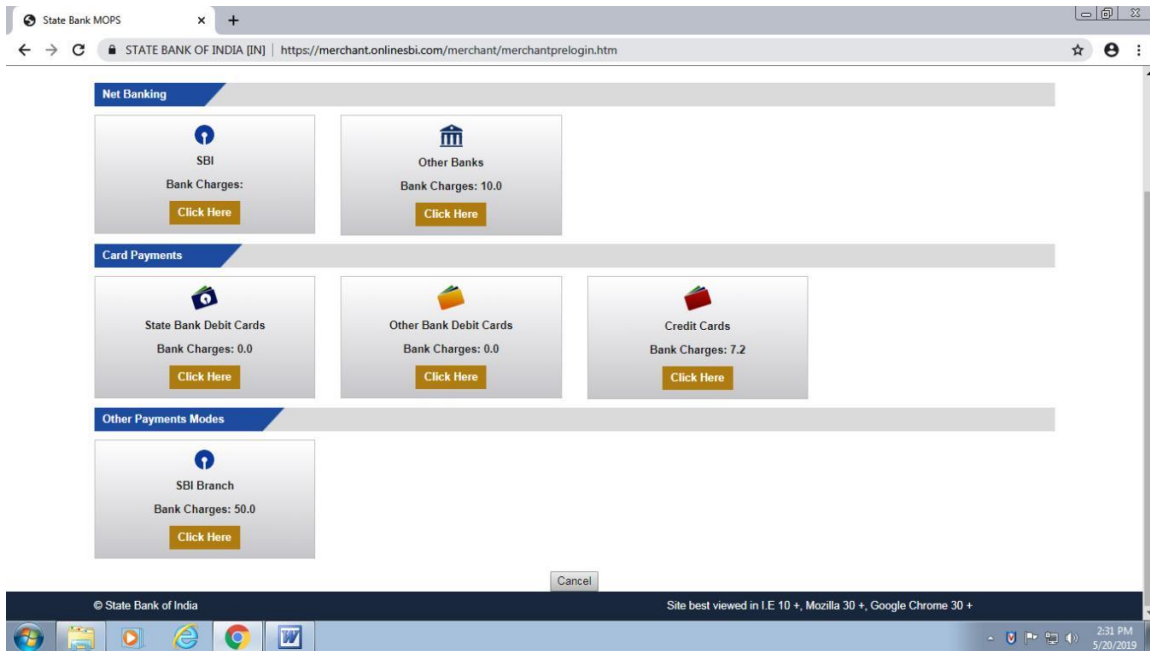 State Bank MOPS
STATE BANK OF INDIA [IN] | https://merchant.onlinesbi.com/merchant/merchantprelogin.htm
Net Banking
SBI
Bank Charges:
Click Here
Other Banks
Bank Charges: 10.0
Click Here
Card Payments
State Bank Debit Cards
Bank Charges: 0.0
Click Here
Other Bank Debit Cards
Bank Charges: 0.0
Click Here
Credit Cards
Bank Charges: 7.2
Click Here
Other Payments Modes
SBI Branch
Bank Charges: 50.0
Click Here
Cancel
© State Bank of India
Site best viewed in I.E 10 +, Mozilla 30 +, Google Chrome 30 +
2:31 PM
5/20/2019